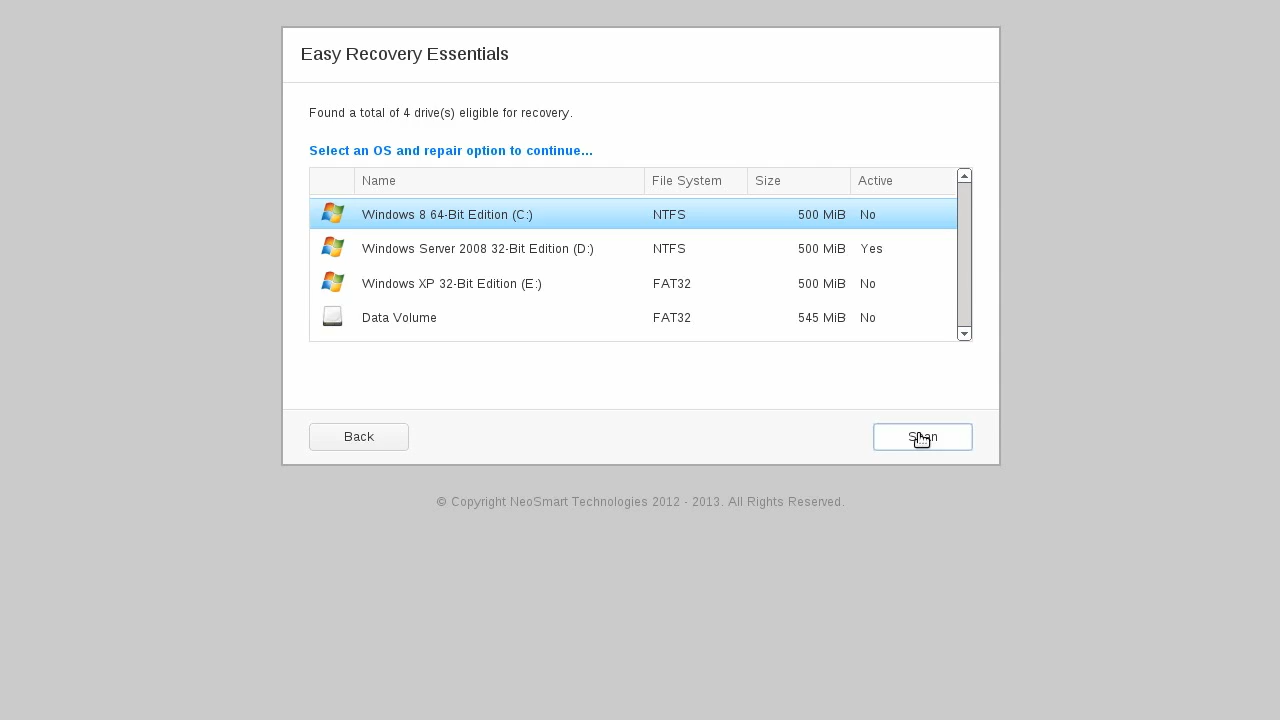 Easy Recovery Essentials
Found a total of 4 drive(s) eligible for recovery.
Select an OS and repair option to continue...
Name File System Size Active
Windows 8 64-Bit Edition (C:) NTFS 500 MiB No
Windows Server 2008 32-Bit Edition (D:) NTFS 500 MiB Yes
Windows XP 32-Bit Edition (E:) FAT32 500 MiB No
Data Volume FAT32 545 MiB No
Back
© Copyright NeoSmart Technologies 2012 - 2013. All Rights Reserved.